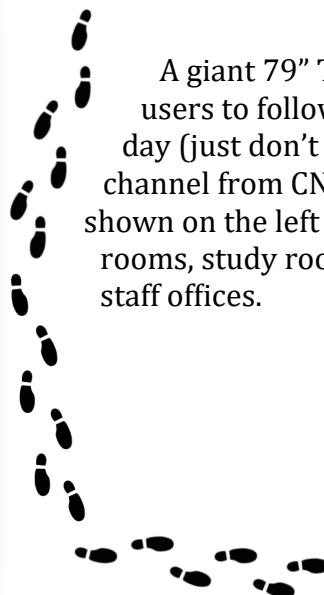 A giant 79”
users to follow
day (just don’t
channel from CN
shown on the left
rooms, study roo
staff offices.